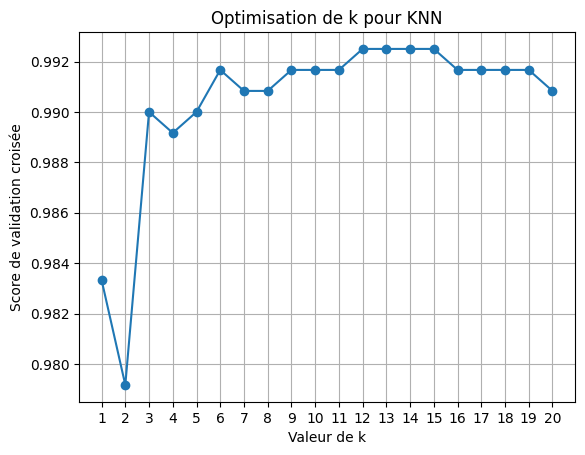 Optimisation de k pour KNN
Score de validation croisée
0.992
0.990
0.988
0.986
0.984
0.982
0.980
1 2 3 4 5 6 7 8 9 10 11 12 13 14 15 16 17 18 19 20
Valeur de k